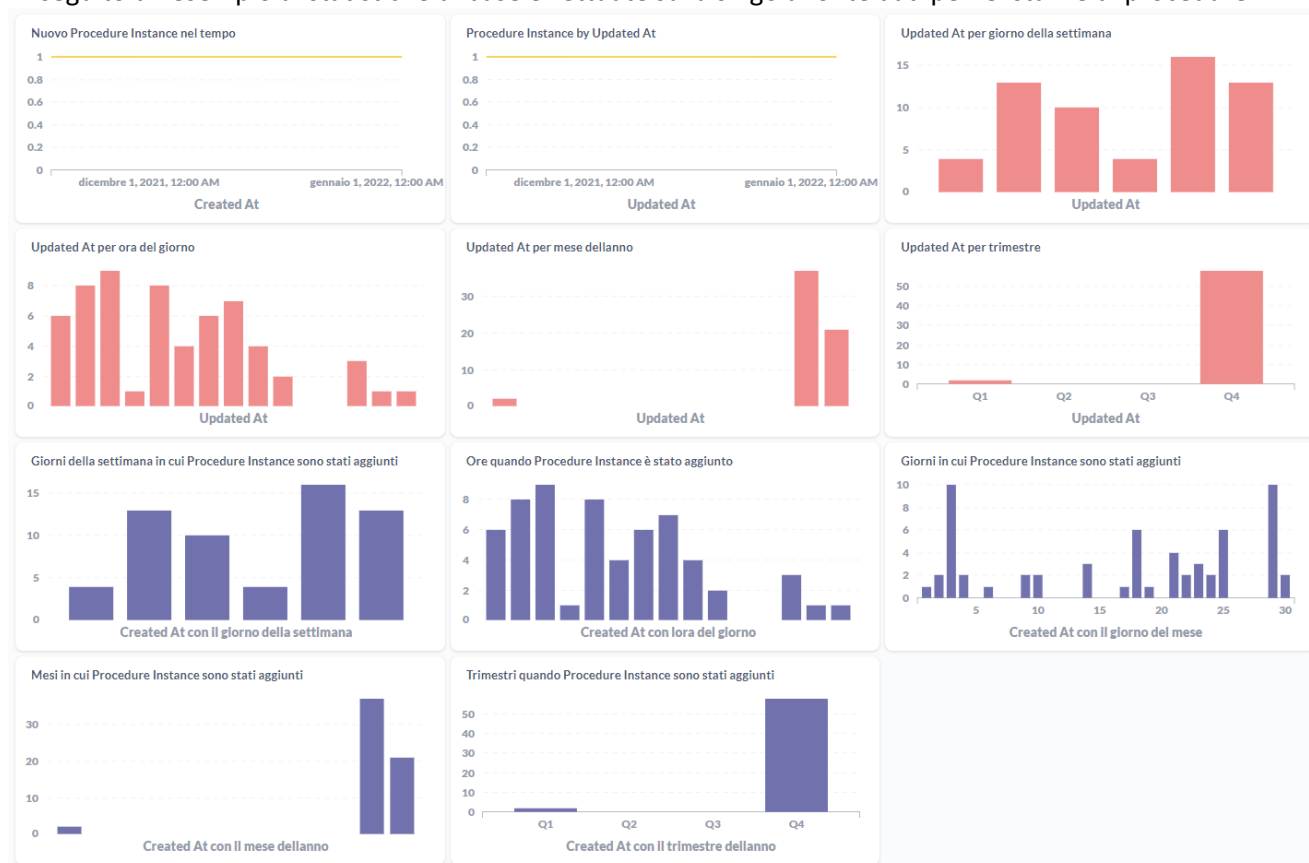 Nuovo Procedure Instance nel tempo
1
0.8
0.6
0.4
0.2
0
dicembre 1, 2021, 12:00 AM gennaio 1, 2022, 12:00 AM
Created At
Procedure Instance by Updated At
1
0.8
0.6
0.4
0.2
0
dicembre 1, 2021, 12:00 AM gennaio 1, 2022, 12:00 AM
Updated At
Updated At per giorno della settimana
15
10
5
0
Updated At
Updated At per ora del giorno
8
6
4
2
0
Updated At
Updated At per mese dellanno
30
20
10
0
Updated At
Updated At per trimestre
50
40
30
20
10
0
Q1 Q2 Q3 Q4
Updated At
Giorni della settimana in cui Procedure Instance sono stati aggiunti
15
10
5
0
Created At con il giorno della settimana
Ore quando Procedure Instance è stato aggiunto
8
6
4
2
0
Created At con lora del giorno
Giorni in cui Procedure Instance sono stati aggiunti
10
8
6
4
2
0
5 10 15 20 25 30
Created At con il giorno del mese
Mesi in cui Procedure Instance sono stati aggiunti
30
20
10
0
Created At con il mese dellanno
Trimestri quando Procedure Instance sono stati aggiunti
50
40
30
20
10
0
Q1 Q2 Q3 Q4
Created At con il trimestre dellanno